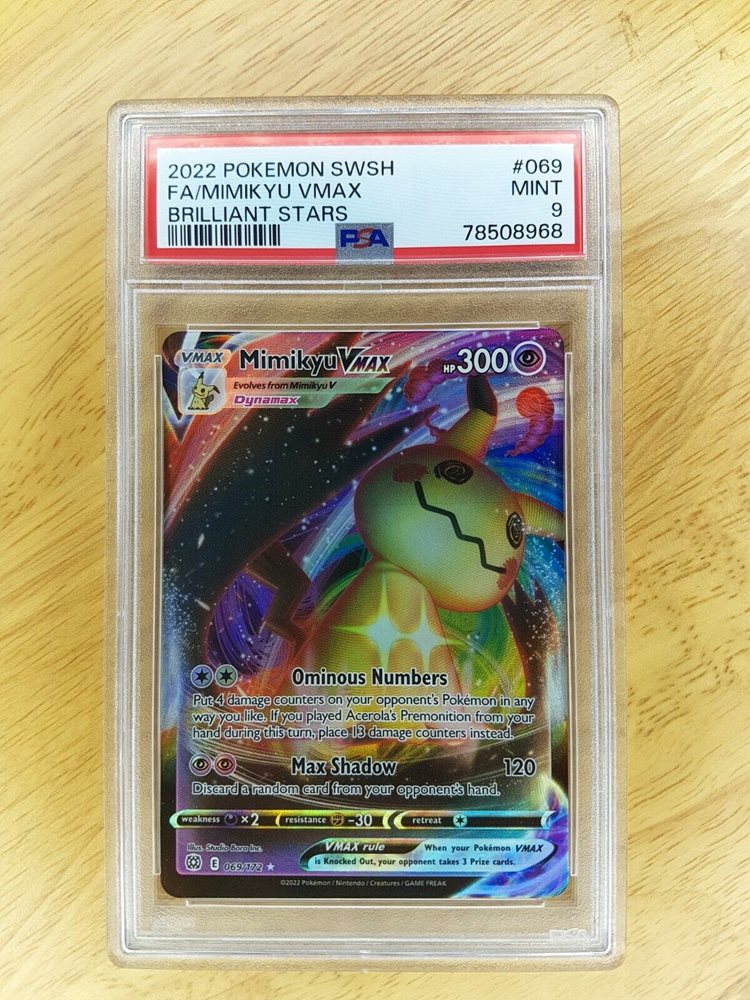 2022 POKEMON SWSH #069
FA/MIMIKYU VMAX MINT
BRILLIANT STARS 9
PSA 78508968
VMAX Mimikyu VMAX HP 300
Evolves from Mimikyu V
Dynamax
Ominous Numbers
Put 4 damage counters on your opponent's Pokémon in any
way you like. If you played Acerola's Premonition from your
hand during this turn, place 13 damage counters instead.
Max Shadow 120
Discard a random card from your opponent's hand.
weakness ×2 resistance -30 retreat
Illus. Studio Bora Inc.
VMAX rule When your Pokémon VMAX
is Knocked Out, your opponent takes 3 Prize cards.
E 069/172
©2022 Pokémon / Nintendo / Creatures / GAME FREAK